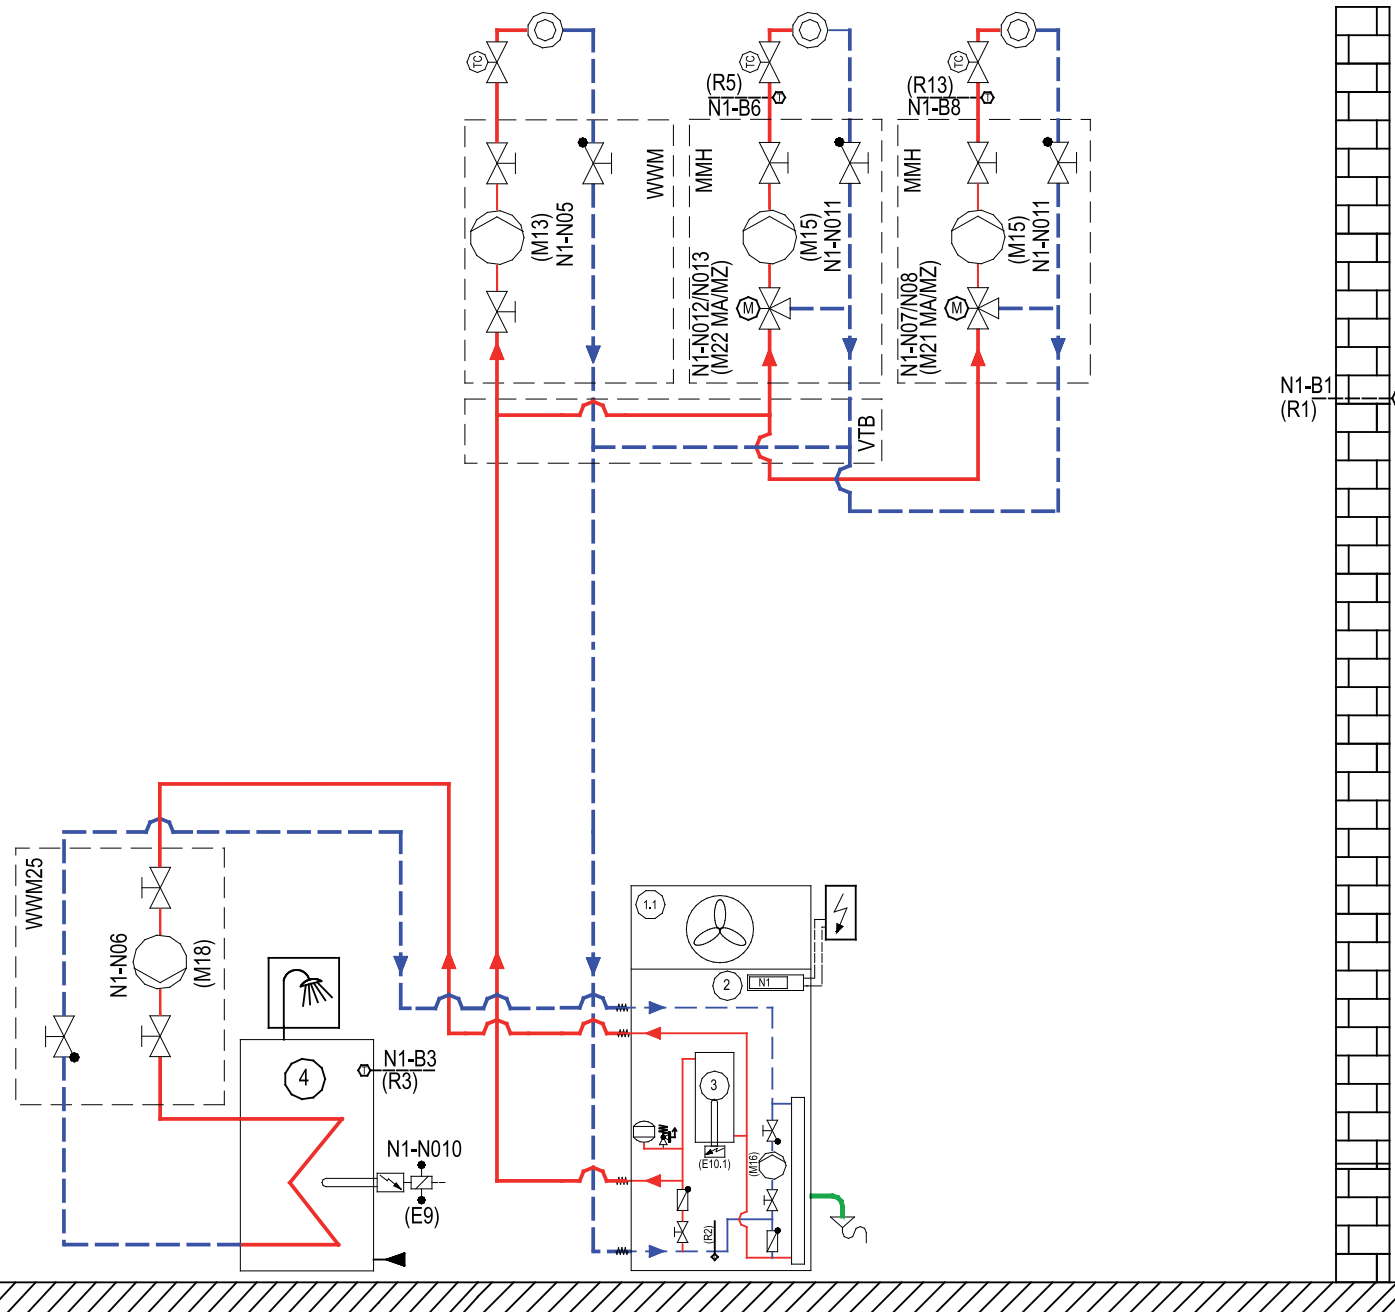 TC
(R5)
N1-B6
TC
(R13)
N1-B8
TC
WWM
(M13)
N1-N05
MMH
(M15)
N1-N011
N1-N012/N013
(M22 MA/MZ)
M
MMH
(M15)
N1-N011
N1-N07/N08
(M21 MA/MZ)
M
VTB
N1-B1
(R1)
WWM25
N1-N06
(M18)
4
N1-B3
(R3)
N1-N010
(E9)
1.1
2
N1
3
(E10.1)
(M16)
(R2)